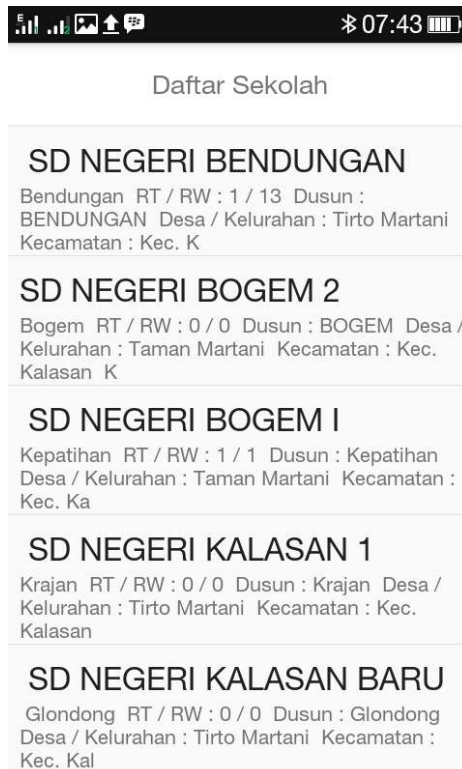 07:43
Daftar Sekolah
SD NEGERI BENDUNGAN
Bendungan RT / RW : 1 / 13 Dusun :
BENDUNGAN Desa / Kelurahan : Tirto Martani
Kecamatan : Kec. K
SD NEGERI BOGEM 2
Bogem RT / RW : 0 / 0 Dusun : BOGEM Desa /
Kelurahan : Taman Martani Kecamatan : Kec.
Kalasan K
SD NEGERI BOGEM I
Kepatihan RT / RW : 1 / 1 Dusun : Kepatihan
Desa / Kelurahan : Taman Martani Kecamatan :
Kec. Ka
SD NEGERI KALASAN 1
Krajan RT / RW : 0 / 0 Dusun : Krajan Desa /
Kelurahan : Tirto Martani Kecamatan : Kec.
Kalasan
SD NEGERI KALASAN BARU
Glondong RT / RW : 0 / 0 Dusun : Glondong
Desa / Kelurahan : Tirto Martani Kecamatan :
Kec. Kal